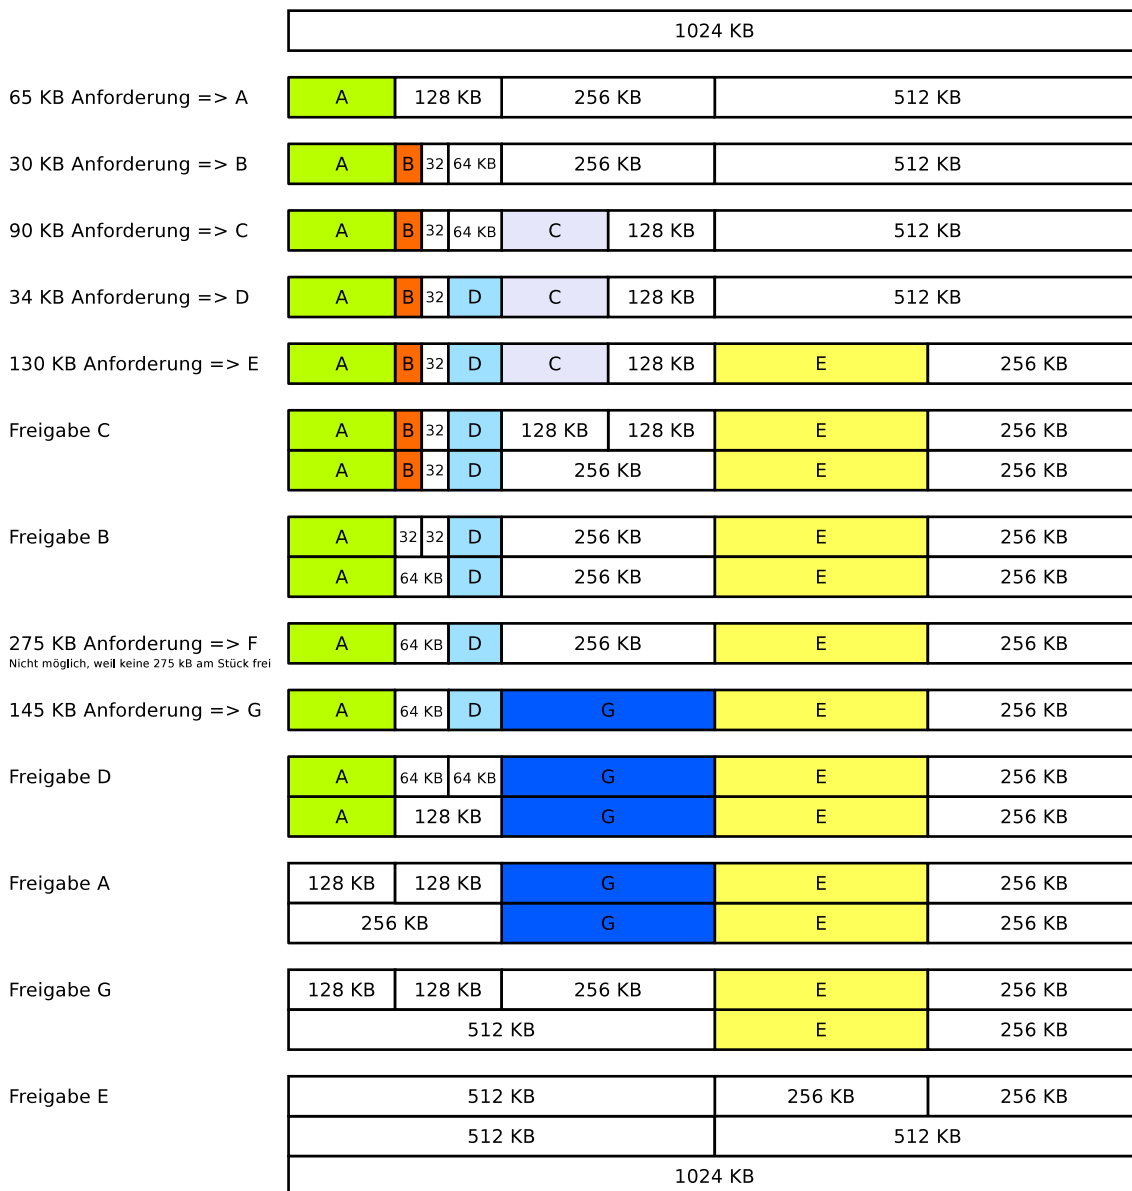 1024 KB
65 KB Anforderung => A A 128 KB 256 KB 512 KB
30 KB Anforderung => B A B 32 64 KB 256 KB 512 KB
90 KB Anforderung => C A B 32 64 KB C 128 KB 512 KB
34 KB Anforderung => D A B 32 D C 128 KB 512 KB
130 KB Anforderung => E A B 32 D C 128 KB E 256 KB
Freigabe C A B 32 D 128 KB 128 KB E 256 KB
A B 32 D 256 KB E 256 KB
Freigabe B A 32 32 D 256 KB E 256 KB
A 64 KB D 256 KB E 256 KB
275 KB Anforderung => F A 64 KB D 256 KB E 256 KB
Nicht möglich, weil keine 275 kB am Stück frei
145 KB Anforderung => G A 64 KB D G E 256 KB
Freigabe D A 64 KB 64 KB G E 256 KB
A 128 KB G E 256 KB
Freigabe A 128 KB 128 KB G E 256 KB
256 KB G E 256 KB
Freigabe G 128 KB 128 KB 256 KB E 256 KB
512 KB E 256 KB
Freigabe E 512 KB 256 KB 256 KB
512 KB 512 KB
1024 KB